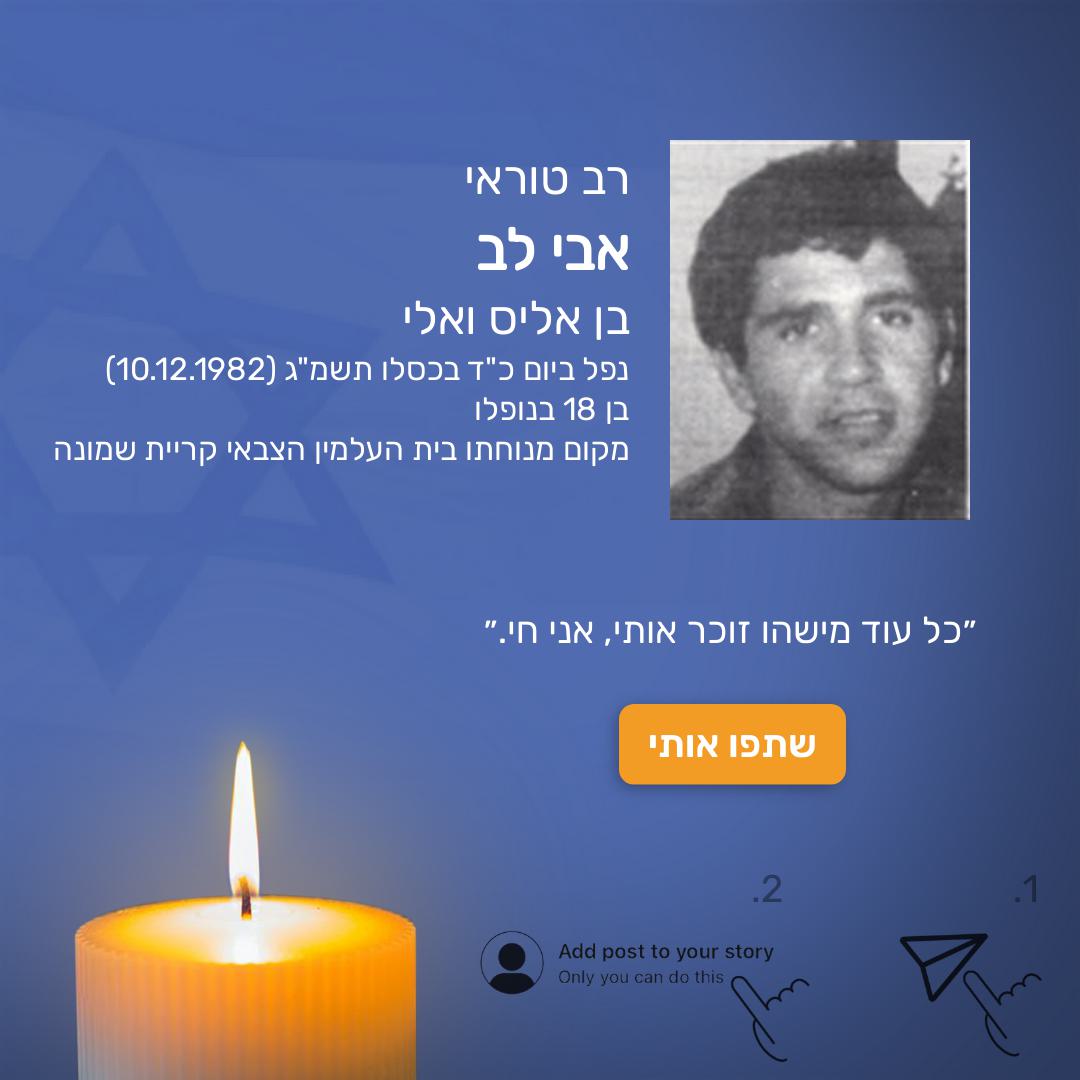 רב טוראי
אבי לב
בן אליס ואלי
נפל ביום כ"ד בכסלו תשמ"ג (10.12.1982)
בן 18 בנופלו
מקום מנוחתו בית העלמין הצבאי קריית שמונה
״כל עוד מישהו זוכר אותי, אני חי.״
שתפו אותי
1.
2.
Add post to your story
Only you can do this